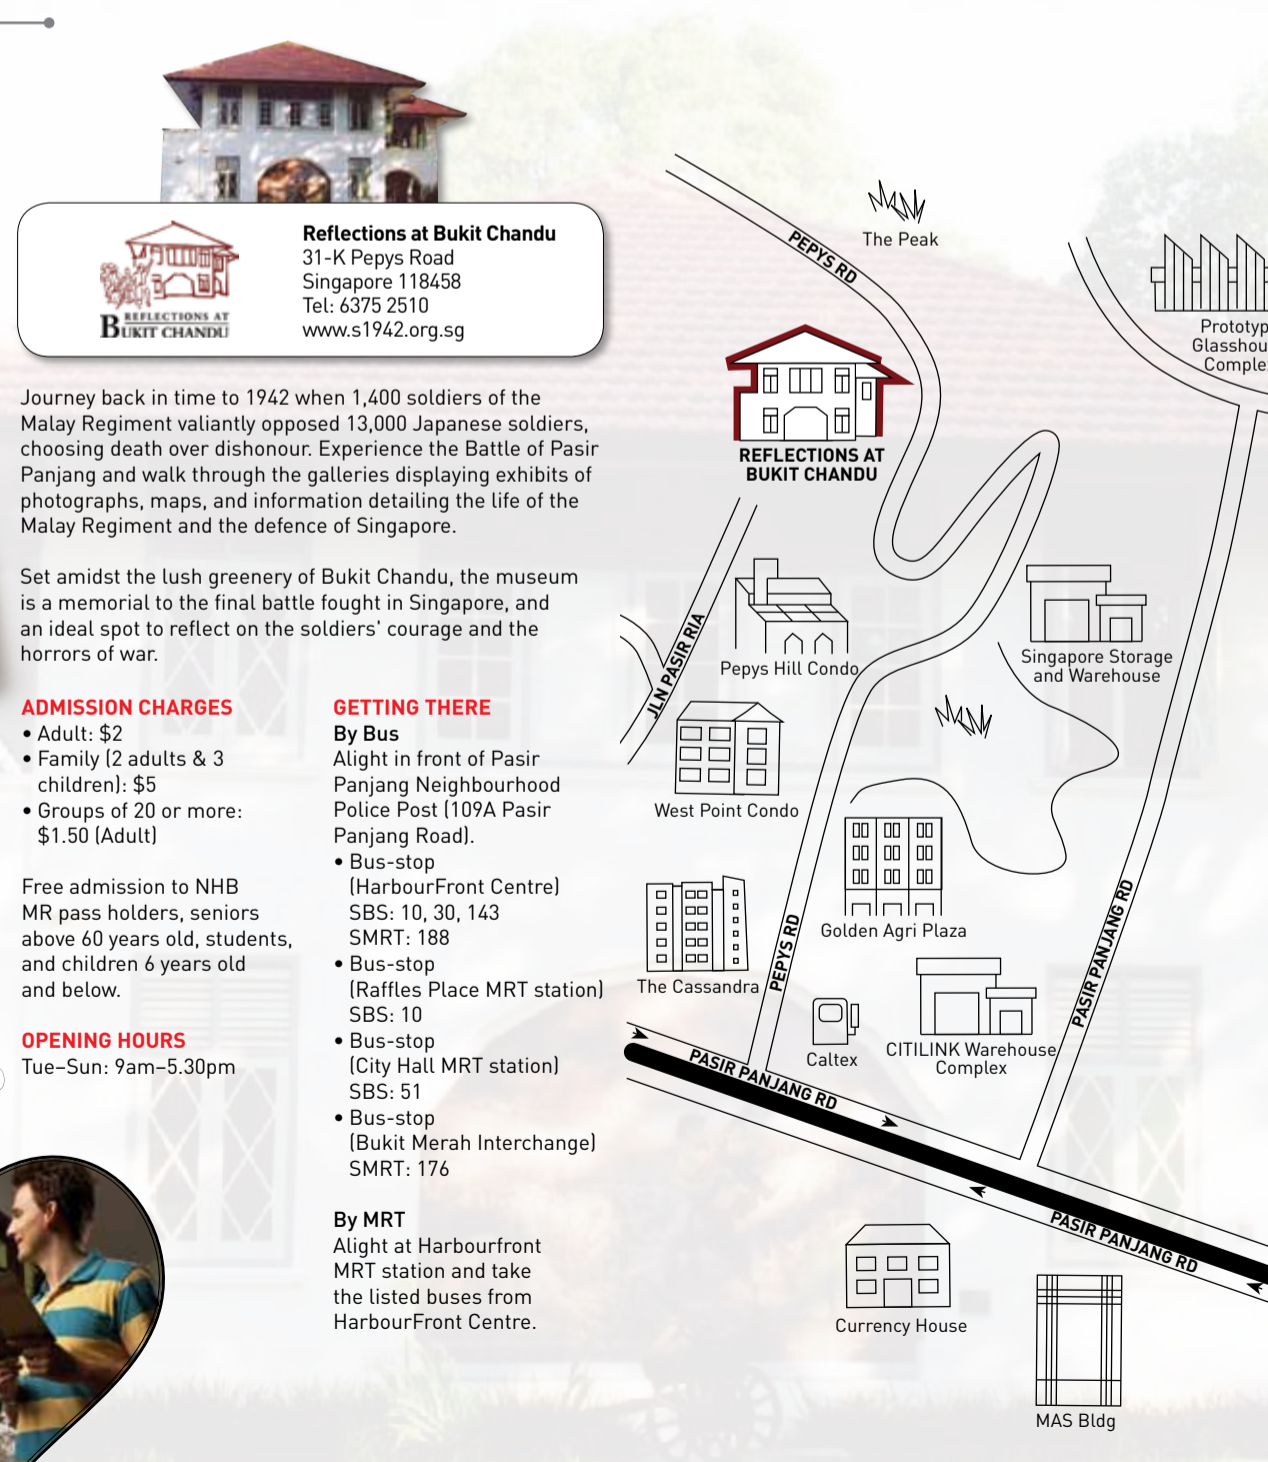 REFLECTIONS AT
BUKIT CHANDU
Reflections at Bukit Chandu
31-K Pepys Road
Singapore 118458
Tel: 6375 2510
www.s1942.org.sg
Journey back in time to 1942 when 1,400 soldiers of the
Malay Regiment valiantly opposed 13,000 Japanese soldiers,
choosing death over dishonour. Experience the Battle of Pasir
Panjang and walk through the galleries displaying exhibits of
photographs, maps, and information detailing the life of the
Malay Regiment and the defence of Singapore.
Set amidst the lush greenery of Bukit Chandu, the museum
is a memorial to the final battle fought in Singapore, and
an ideal spot to reflect on the soldiers' courage and the
horrors of war.
ADMISSION CHARGES
• Adult: $2
• Family (2 adults & 3
children): $5
• Groups of 20 or more:
$1.50 (Adult)
Free admission to NHB
MR pass holders, seniors
above 60 years old, students,
and children 6 years old
and below.
OPENING HOURS
Tue–Sun: 9am–5.30pm
GETTING THERE
By Bus
Alight in front of Pasir
Panjang Neighbourhood
Police Post (109A Pasir
Panjang Road).
• Bus-stop
(HarbourFront Centre)
SBS: 10, 30, 143
SMRT: 188
• Bus-stop
(Raffles Place MRT station)
SBS: 10
• Bus-stop
(City Hall MRT station)
SBS: 51
• Bus-stop
(Bukit Merah Interchange)
SMRT: 176
By MRT
Alight at Harbourfront
MRT station and take
the listed buses from
HarbourFront Centre.
PEPYS RD
The Peak
Prototyp
Glasshou
Comple
REFLECTIONS AT
BUKIT CHANDU
JLN PASIR RIA
Pepys Hill Condo
Singapore Storage
and Warehouse
West Point Condo
Golden Agri Plaza
PASIR PANJANG RD
PEPYS RD
The Cassandra
Caltex
CITILINK Warehouse
Complex
PASIR PANJANG RD
PASIR PANJANG RD
Currency House
MAS Bldg